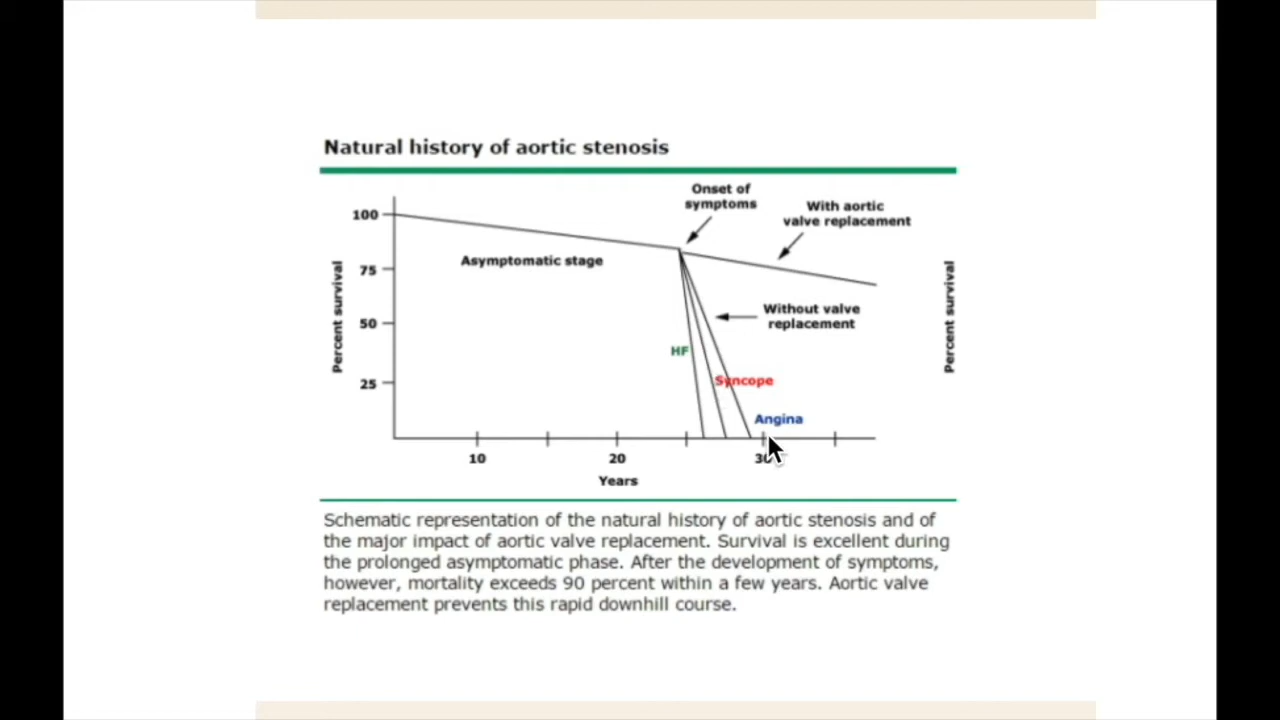 Natural history of aortic stenosis
Onset of
symptoms
With aortic
valve replacement
100
Asymptomatic stage
75
Percent survival
Percent survival
Without valve
replacement
50
HF
25
Syncope
Angina
10
20
30
Years
Schematic representation of the natural history of aortic stenosis and of
the major impact of aortic valve replacement. Survival is excellent during
the prolonged asymptomatic phase. After the development of symptoms,
however, mortality exceeds 90 percent within a few years. Aortic valve
replacement prevents this rapid downhill course.